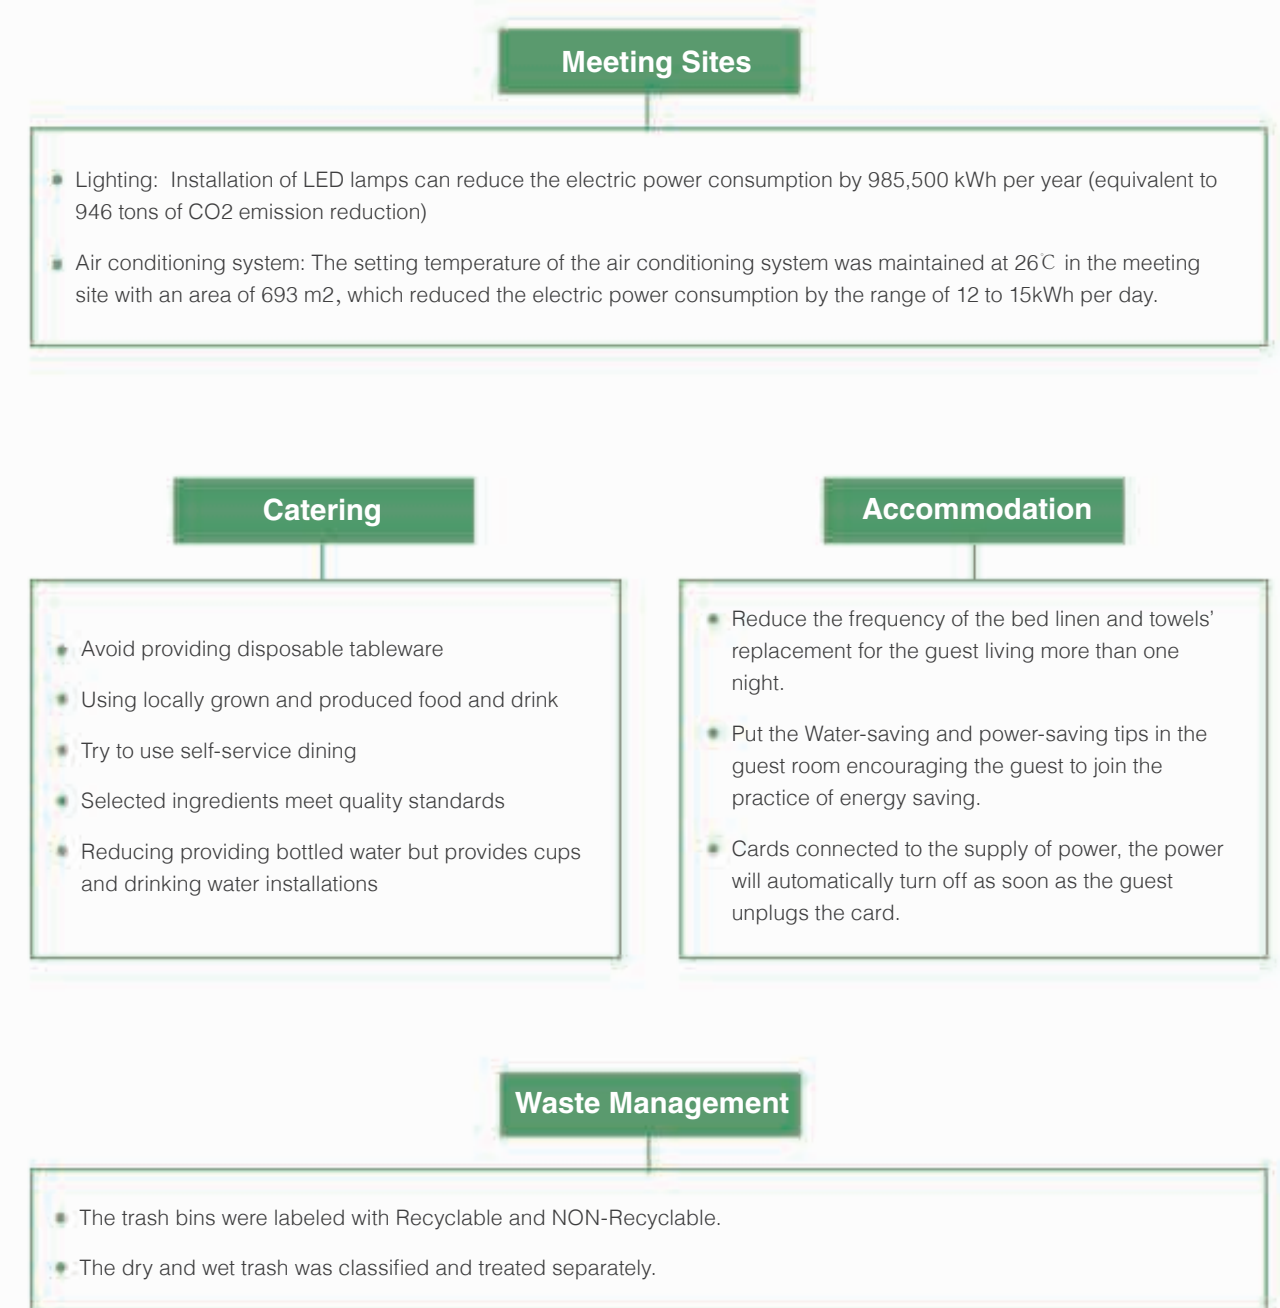 Meeting Sites
Lighting: Installation of LED lamps can reduce the electric power consumption by 985,500 kWh per year (equivalent to
946 tons of CO2 emission reduction)
Air conditioning system: The setting temperature of the air conditioning system was maintained at 26℃ in the meeting
site with an area of 693 m2, which reduced the electric power consumption by the range of 12 to 15kWh per day.
Catering
Avoid providing disposable tableware
Using locally grown and produced food and drink
Try to use self-service dining
Selected ingredients meet quality standards
Reducing providing bottled water but provides cups
and drinking water installations
Accommodation
Reduce the frequency of the bed linen and towels’
replacement for the guest living more than one
night.
Put the Water-saving and power-saving tips in the
guest room encouraging the guest to join the
practice of energy saving.
Cards connected to the supply of power, the power
will automatically turn off as soon as the guest
unplugs the card.
Waste Management
The trash bins were labeled with Recyclable and NON-Recyclable.
The dry and wet trash was classified and treated separately.